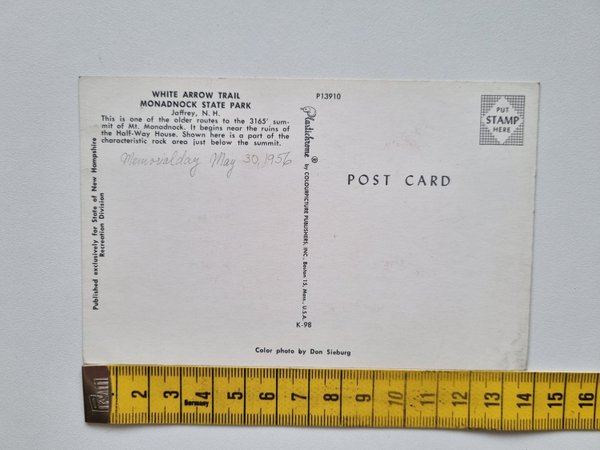 WHITE ARROW TRAIL
MONADNOCK STATE PARK
Jaffrey, N. H.
This is one of the older routes to the 3165' sum-
mit of Mt. Monadnock. It begins near the ruins of
the Half-Way House. Shown here is a part of the
characteristic rock area just below the summit.
Memorialday May 30, 1956
Published exclusively for State of New Hampshire
Recreation Division
P13910
Plastichrome®
by COLOURPICTURE PUBLISHERS, INC. Boston 15, Mass., U.S.A.
K-98
PUT
STAMP
HERE
POST CARD
Color photo by Don Sieburg
2 3 4 5 6 7 8 9 10 11 12 13 14 15 16
Germany